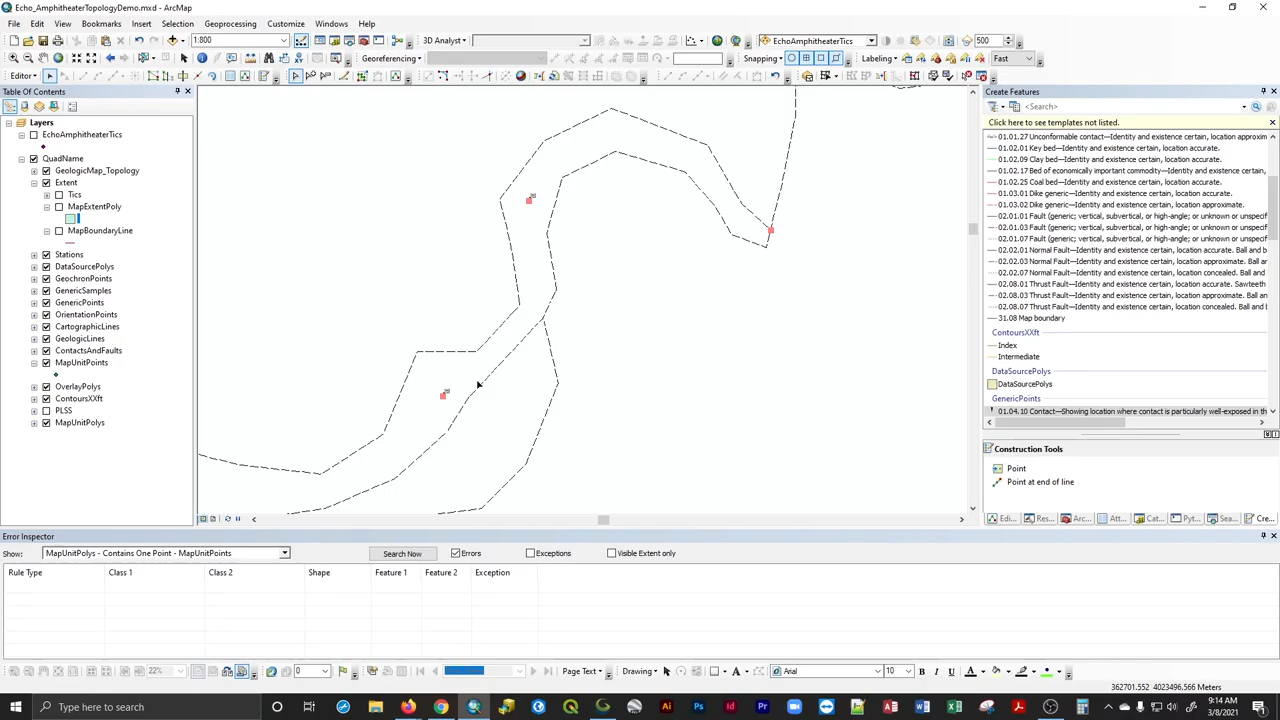 Echo_AmphitheaterTopologyDemo.mxd - ArcMap
File Edit View Bookmarks Insert Selection Geoprocessing Customize Windows Help
1:800 3D Analyst EchoAmphitheaterTics 500
Georeferencing Snapping Labeling Fast
Editor
Table Of Contents
Layers
EchoAmphitheaterTics
QuadName
GeologicMap_Topology
Extent
Tics
MapExtentPoly
MapBoundaryLine
Stations
DataSourcePolys
GeochronPoints
GenericSamples
GenericPoints
OrientationPoints
CartographicLines
GeologicLines
ContactsAndFaults
MapUnitPoints
OverlayPolys
ContoursXXft
PLSS
MapUnitPolys
Create Features
<Search>
Click here to see templates not listed.
01.01.27 Unconformable contact—Identity and existence certain, location approxim
01.02.01 Key bed—Identity and existence certain, location accurate.
01.02.09 Clay bed—Identity and existence certain, location accurate.
01.02.17 Bed of economically important commodity—Identity and existence certain,
01.02.25 Coal bed—Identity and existence certain, location accurate.
01.03.01 Dike generic—Identity and existence certain, location accurate.
01.03.02 Dike generic—Identity and existence certain, location approximate.
02.01.01 Fault (generic; vertical, subvertical, or high-angle; or unknown or unspecif
02.01.03 Fault (generic; vertical, subvertical, or high-angle; or unknown or unspecif
02.01.07 Fault (generic; vertical, subvertical, or high-angle; or unknown or unspecif
02.02.01 Normal Fault—Identity and existence certain, location accurate. Ball and
02.02.03 Normal Fault—Identity and existence certain, location approximate. Ball an
02.02.07 Normal Fault—Identity and existence certain, location concealed. Ball and
02.08.01 Thrust Fault—Identity and existence certain, location accurate. Sawteeth
02.08.03 Thrust Fault—Identity and existence certain, location approximate. Ball an
02.08.07 Thrust Fault—Identity and existence certain, location concealed. Ball and
31.08 Map boundary
ContoursXXft
Index
Intermediate
DataSourcePolys
DataSourcePolys
GenericPoints
01.04.10 Contact—Showing location where contact is particularly well-exposed in th
Construction Tools
Point
Point at end of line
Edi... Res... Arc... Att... Cat... Pyt... Sea... Cre...
Error Inspector
Show: MapUnitPolys - Contains One Point - MapUnitPoints Search Now Errors Exceptions Visible Extent only
Rule Type Class 1 Class 2 Shape Feature 1 Feature 2 Exception
22% 0 Page Text Drawing A Arial 10 B I U A
362701.552 4023496.566 Meters
Type here to search
9:14 AM
3/8/2021